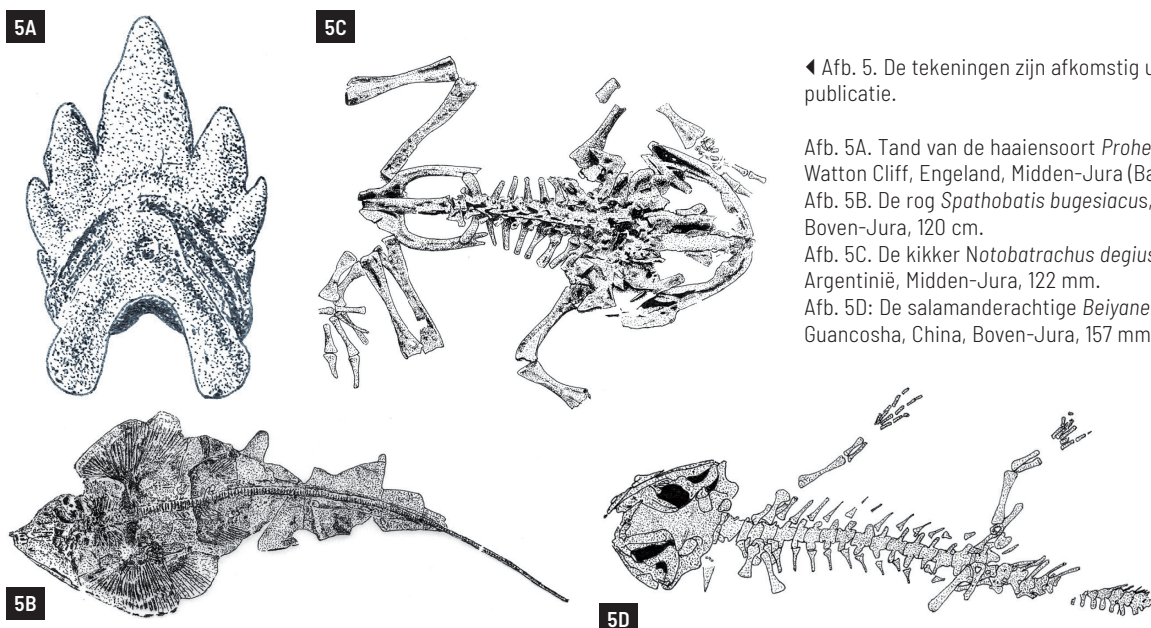 5A
5C
◀ Afb. 5. De tekeningen zijn afkomstig u
publicatie.
Afb. 5A. Tand van de haaiensoort Prohe
Watton Cliff, Engeland, Midden-Jura (Ba
Afb. 5B. De rog Spathobatis bugesiacus,
Boven-Jura, 120 cm.
Afb. 5C. De kikker Notobatrachus degius
Argentinië, Midden-Jura, 122 mm.
Afb. 5D: De salamanderachtige Beiyane
Guancosha, China, Boven-Jura, 157 mm
5B
5D